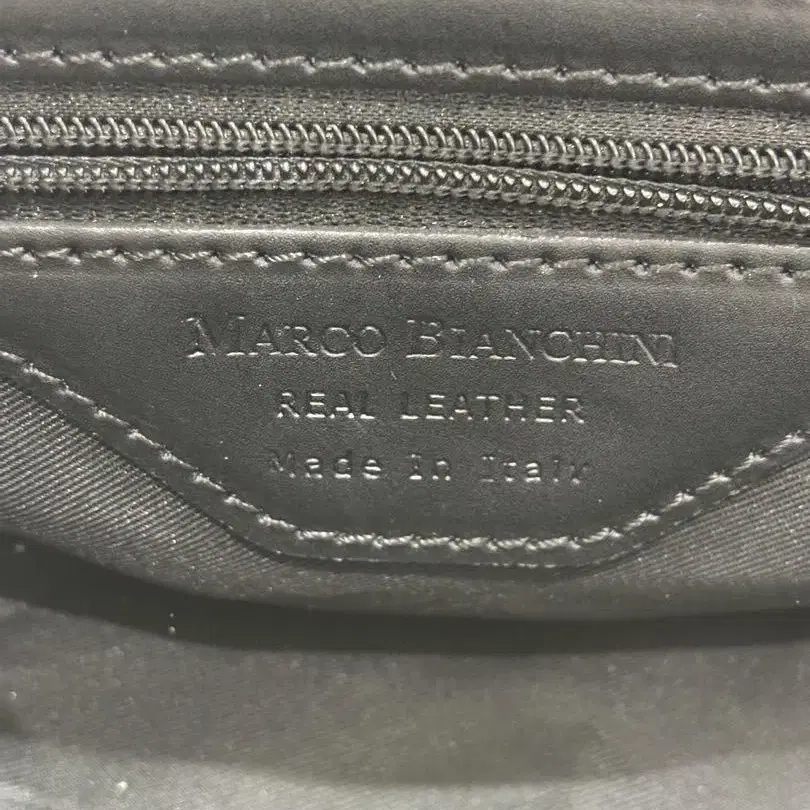 MARCO BIANCHINI
REAL LEATHER
Made in Italy